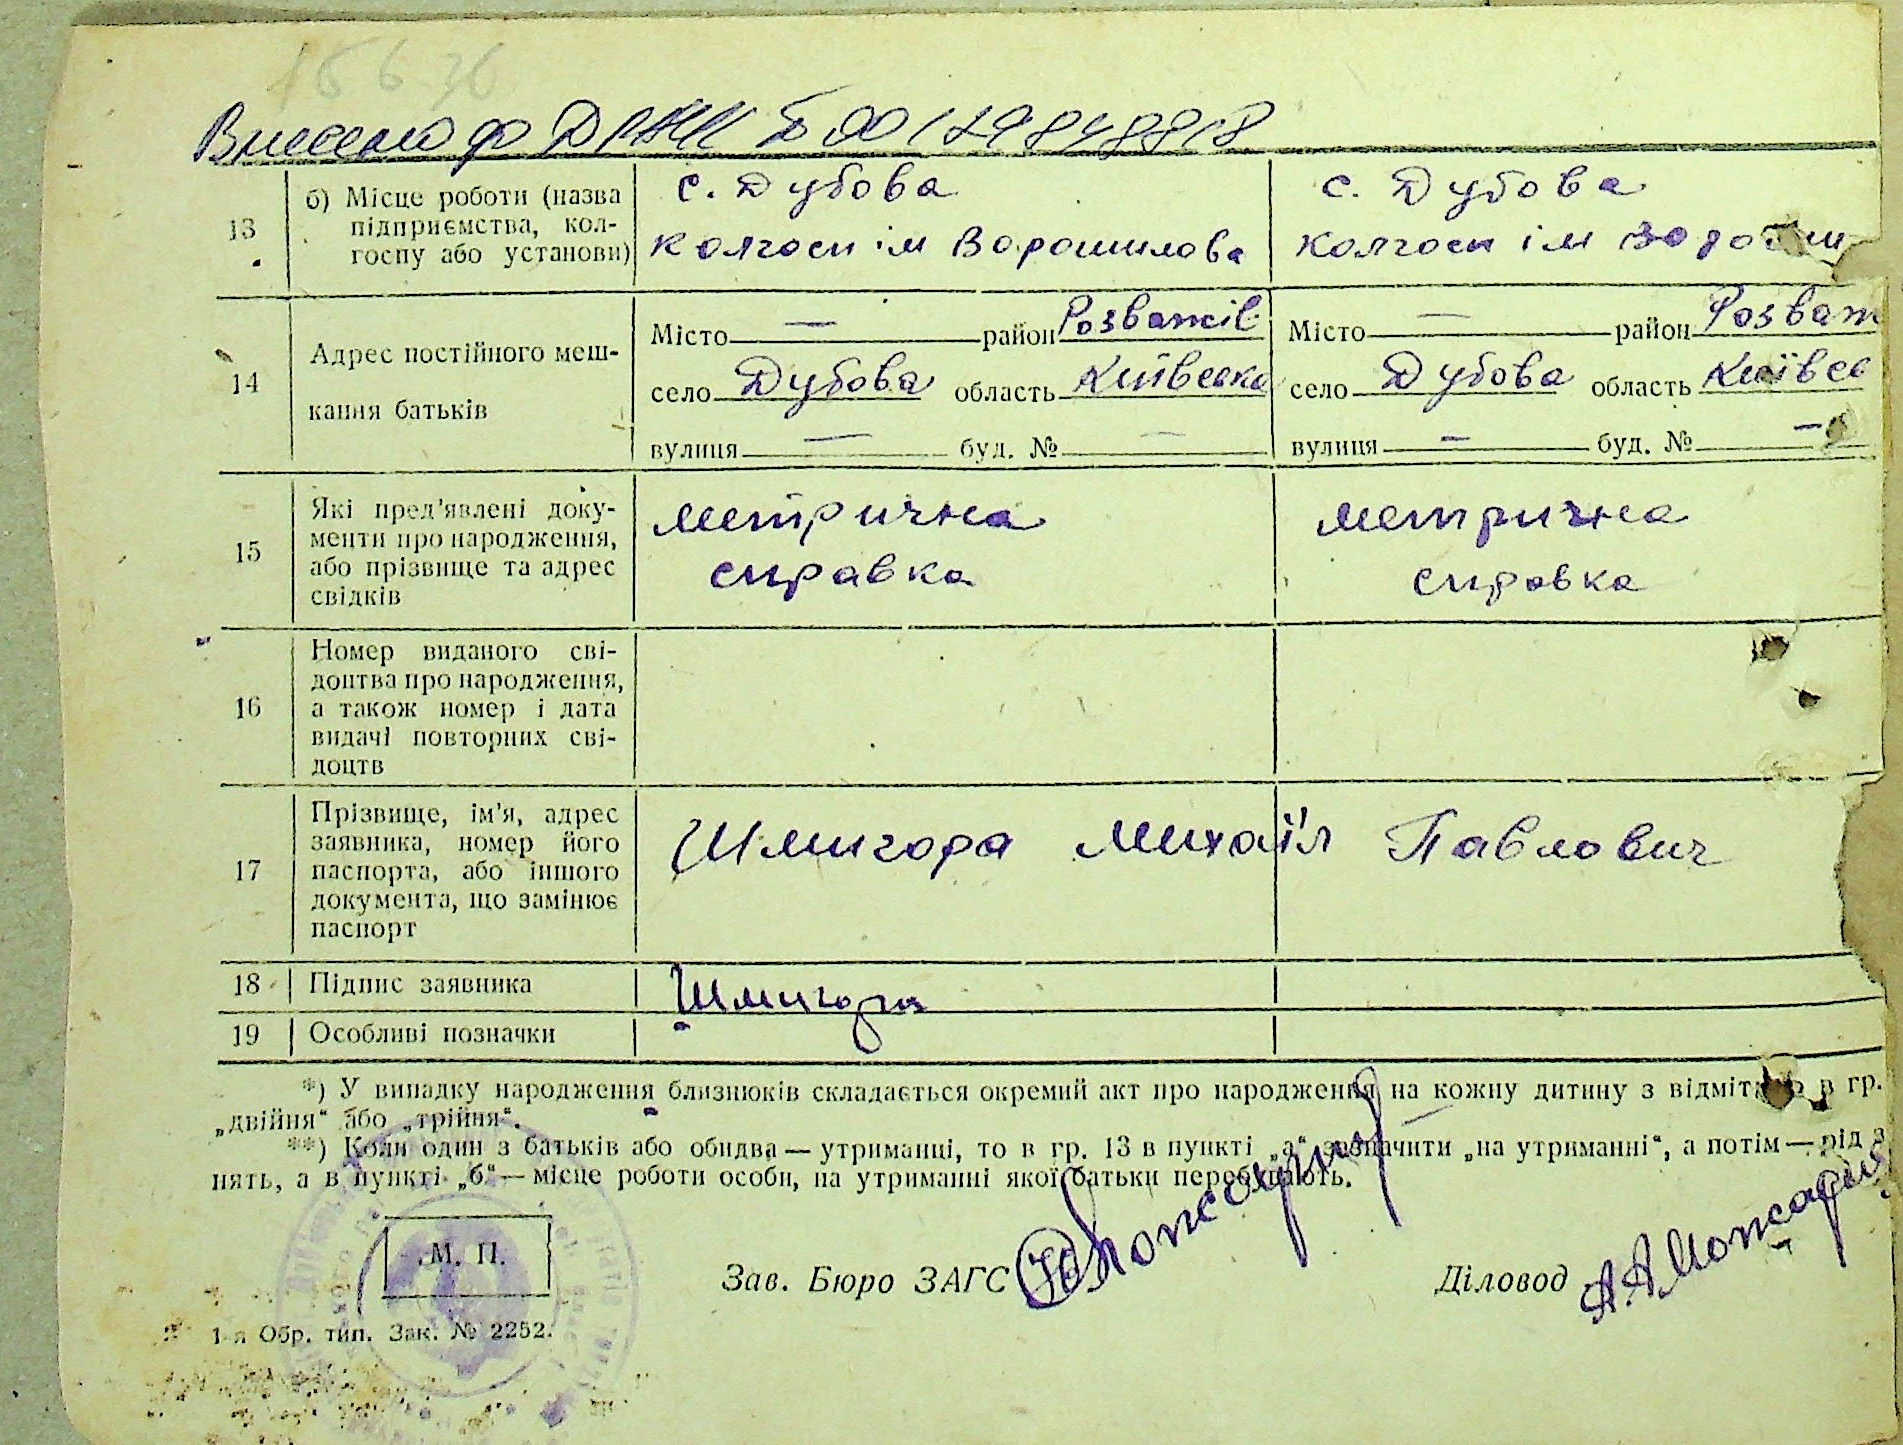 Внесено до ДРАЦС
13
б) Місце роботи (назва підприємства, колгоспу або установи)
с. Дубова
колгосп ім Ворошилова
с. Дубова
колгосп ім
14
Адрес постійного мешкання батьків
Місто — район Розважів
село Дубова область Київська
вулиця — буд. № —
Місто — район Розваж
село Дубова область Київс
вулиця — буд. № —
15
Які пред'явлені документи про народження, або прізвище та адрес свідків
метрична
справка
метрична
справка
16
Номер виданого свідоцтва про народження, а також номер і дата видачі повторних свідоцтв
17
Прізвище, ім'я, адрес заявника, номер його паспорта, або іншого документа, що замінює паспорт
Шмигора Михаїл Павлович
18 Підпис заявника
Шмигора
19 Особливі позначки
*) У випадку народження близнюків складається окремий акт про народження на кожну дитину з в гр.
„двійня“ або „трійня“.
**) Коли один з батьків або обидва — утриманці, то в гр. 13 в пункті „а“ зазначити „на утриманні“, а потім — рід з
нять, а в пункті „б“ — місце роботи особи, на утриманні якої батьки перебувають.
М. П.
Зав. Бюро ЗАГС
Діловод
1-а Обр. тип. Зак. № 2252.